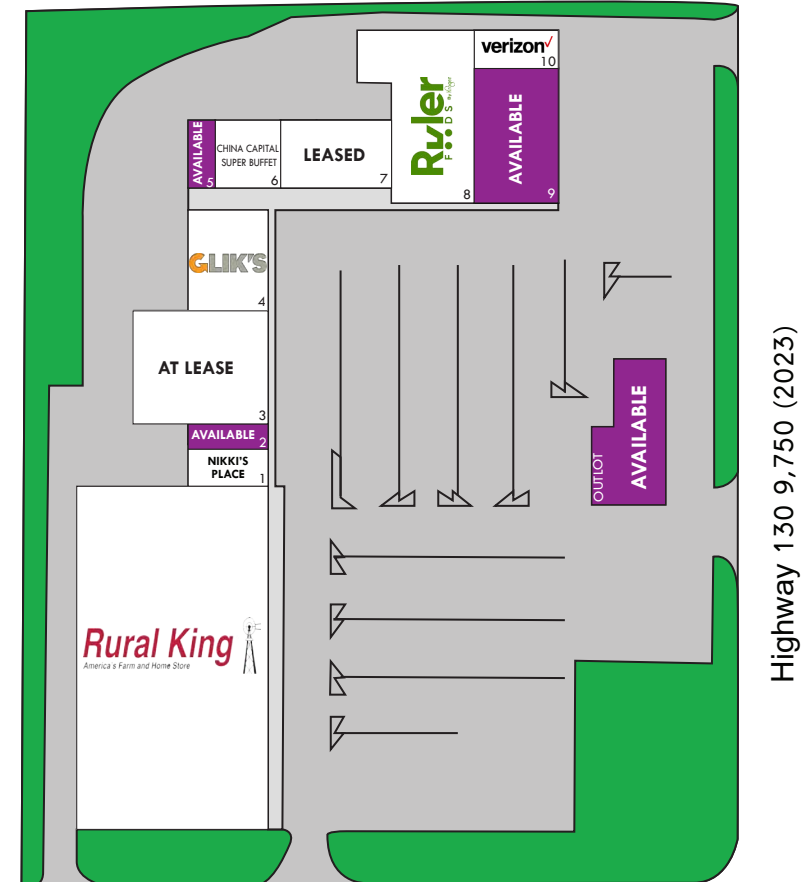 verizon✓
10
AVAILABLE
9
Ruler
FOODS
8
AVAILABLE
5
CHINA CAPITAL
SUPER BUFFET
6
LEASED
7
GLIK'S
4
AT LEASE
3
AVAILABLE
2
NIKKI'S
PLACE
1
OUTLOT
AVAILABLE
Rural King
America's Farm and Home Store
Highway 130 9,750 (2023)